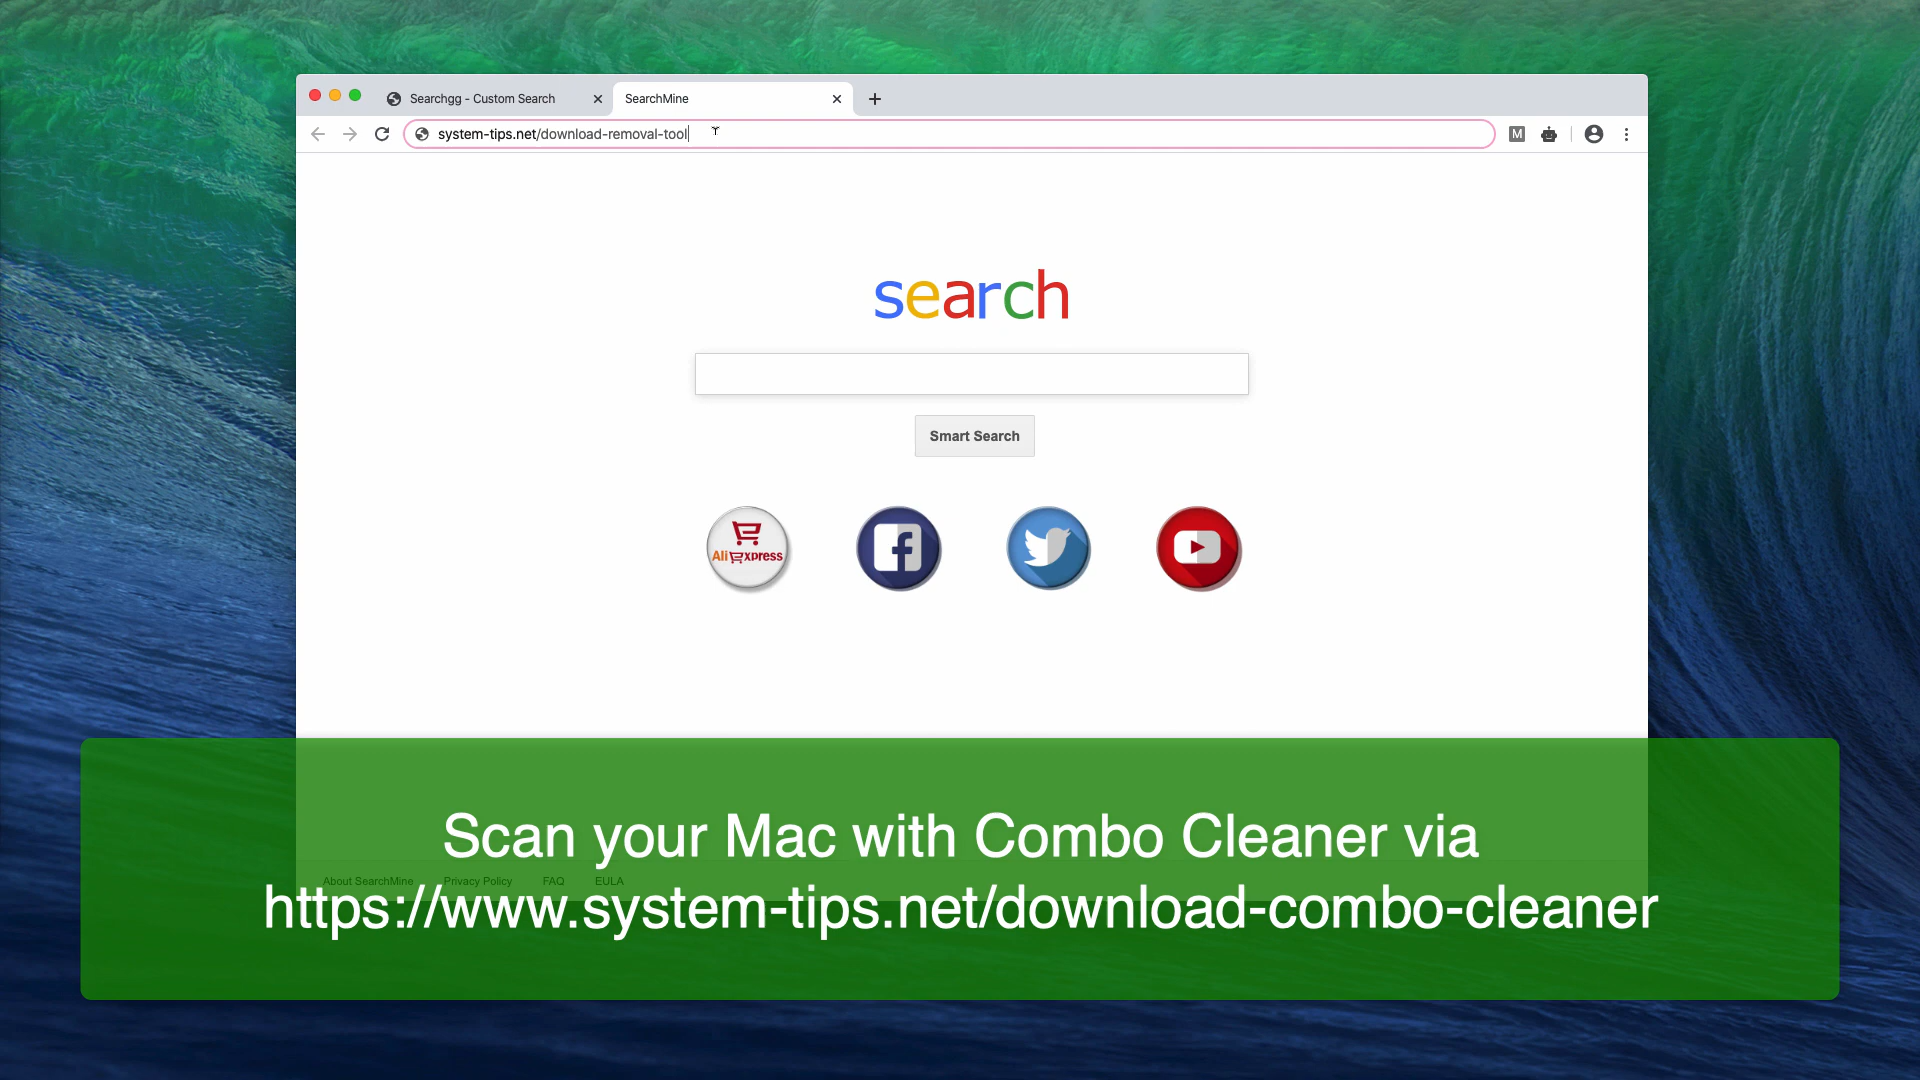 Searchgg - Custom Search
SearchMine
system-tips.net/download-removal-tool
M
search
Smart Search
AliExpress
Scan your Mac with Combo Cleaner via
About SearchMine Privacy Policy FAQ EULA
https://www.system-tips.net/download-combo-cleaner